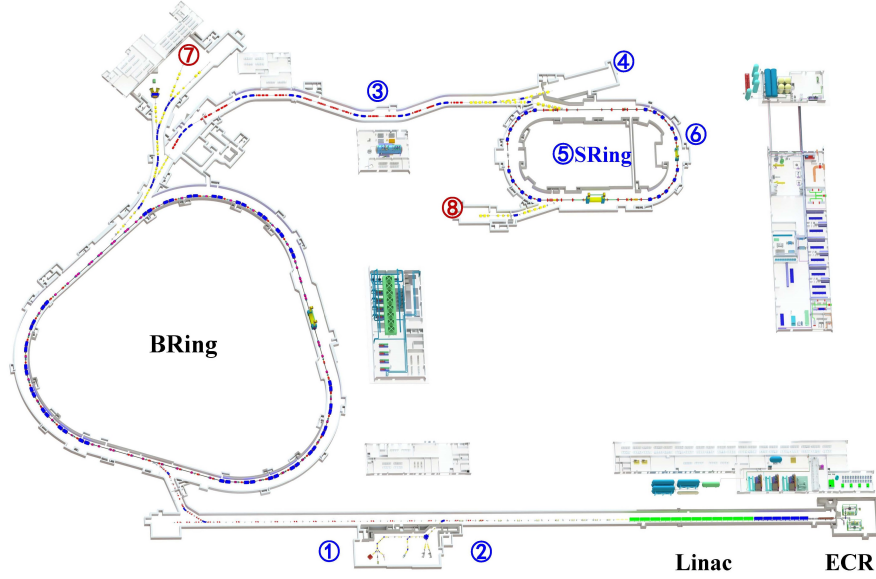 ⑦
③
④
⑥
⑤SRing
⑧
BRing
①
②
Linac
ECR